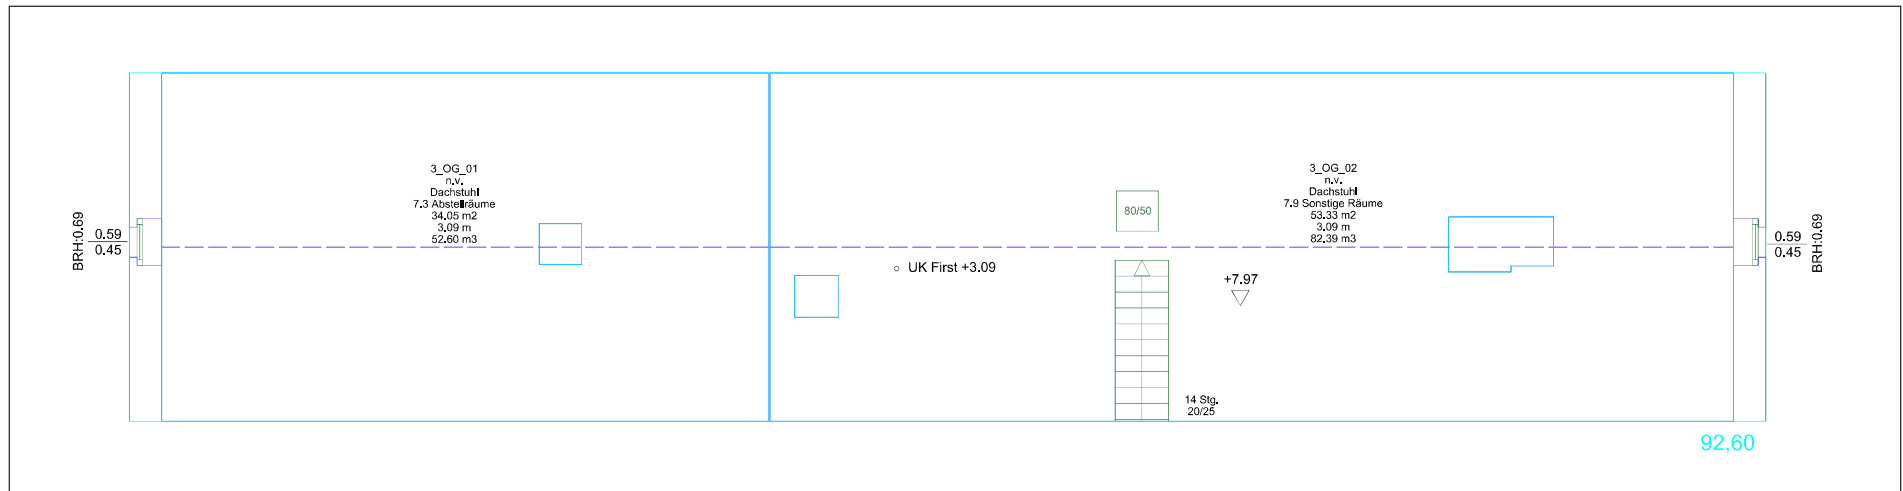 3_OG_01
n.v.
Dachstuhl
7.3 Abstellräume
34.05 m2
3.09 m
52.60 m3
3_OG_02
n.v.
Dachstuhl
7.9 Sonstige Räume
53.33 m2
3.09 m
82.39 m3
80/50
BRH:0.69
0.59
0.45
0.59
0.45
BRH:0.69
UK First +3.09
+7.97
14 Stg.
20/25
92,60